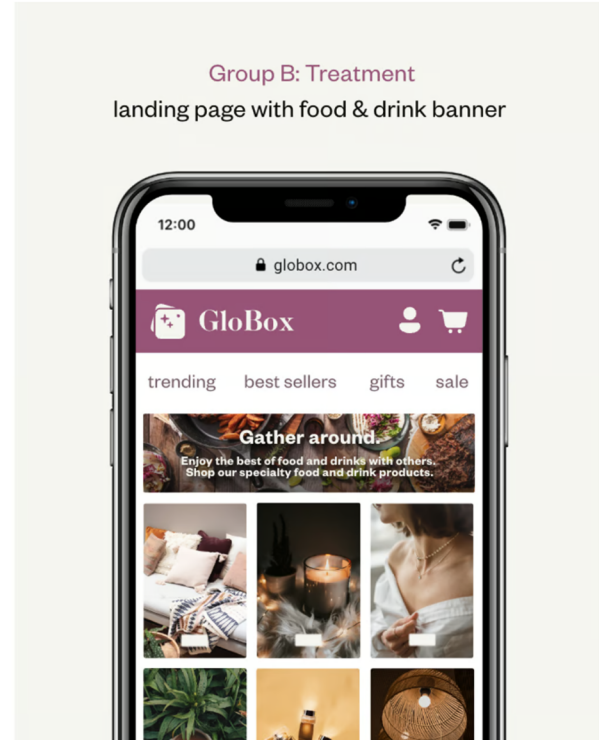 Group B: Treatment
landing page with food & drink banner
12:00
globox.com
GloBox
trending best sellers gifts sale
Gather around.
Enjoy the best of food and drinks with others.
Shop our specialty food and drink products.